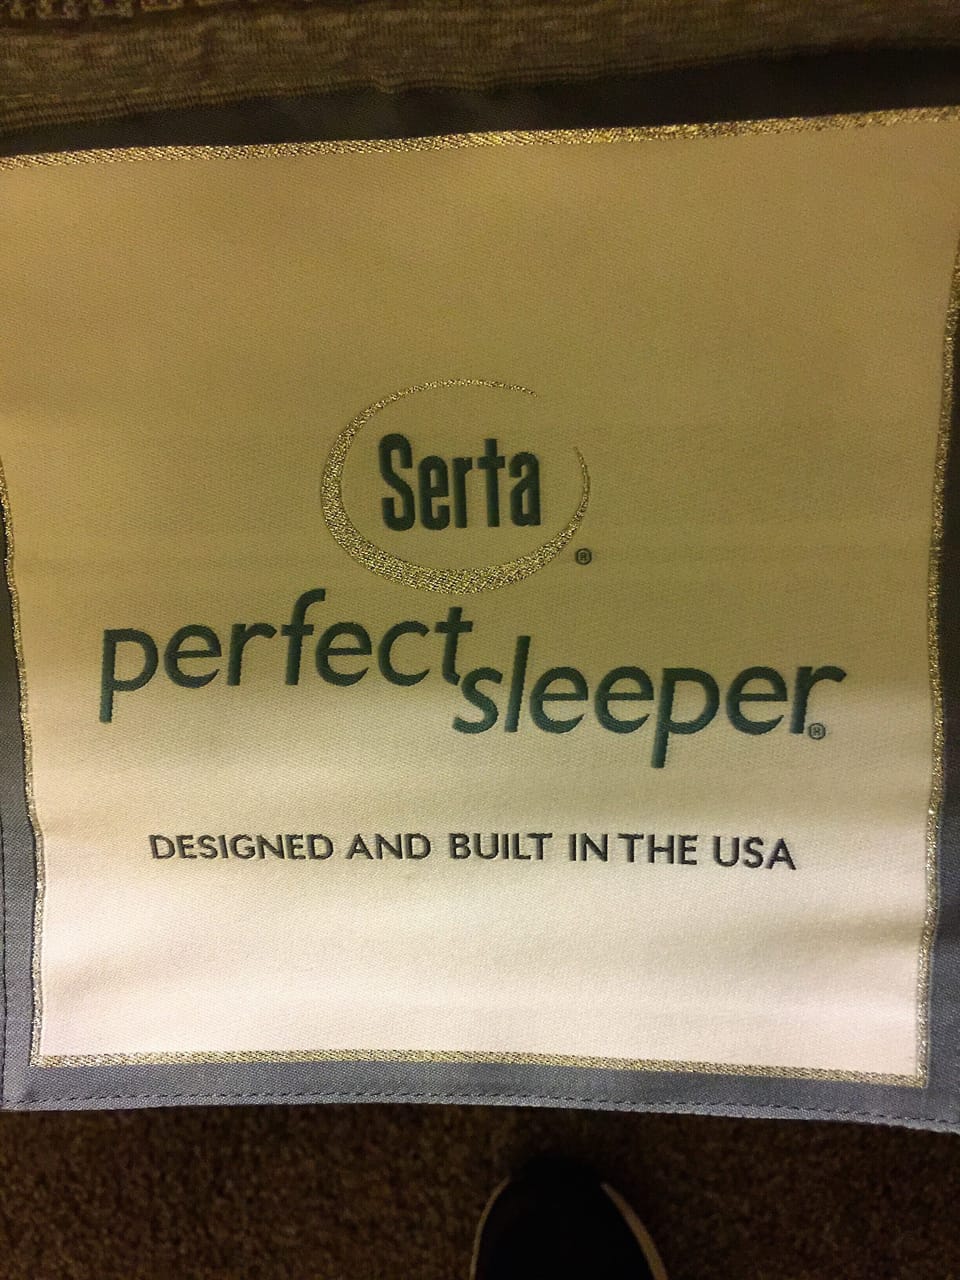 Serta®
perfect sleeper®
DESIGNED AND BUILT IN THE USA